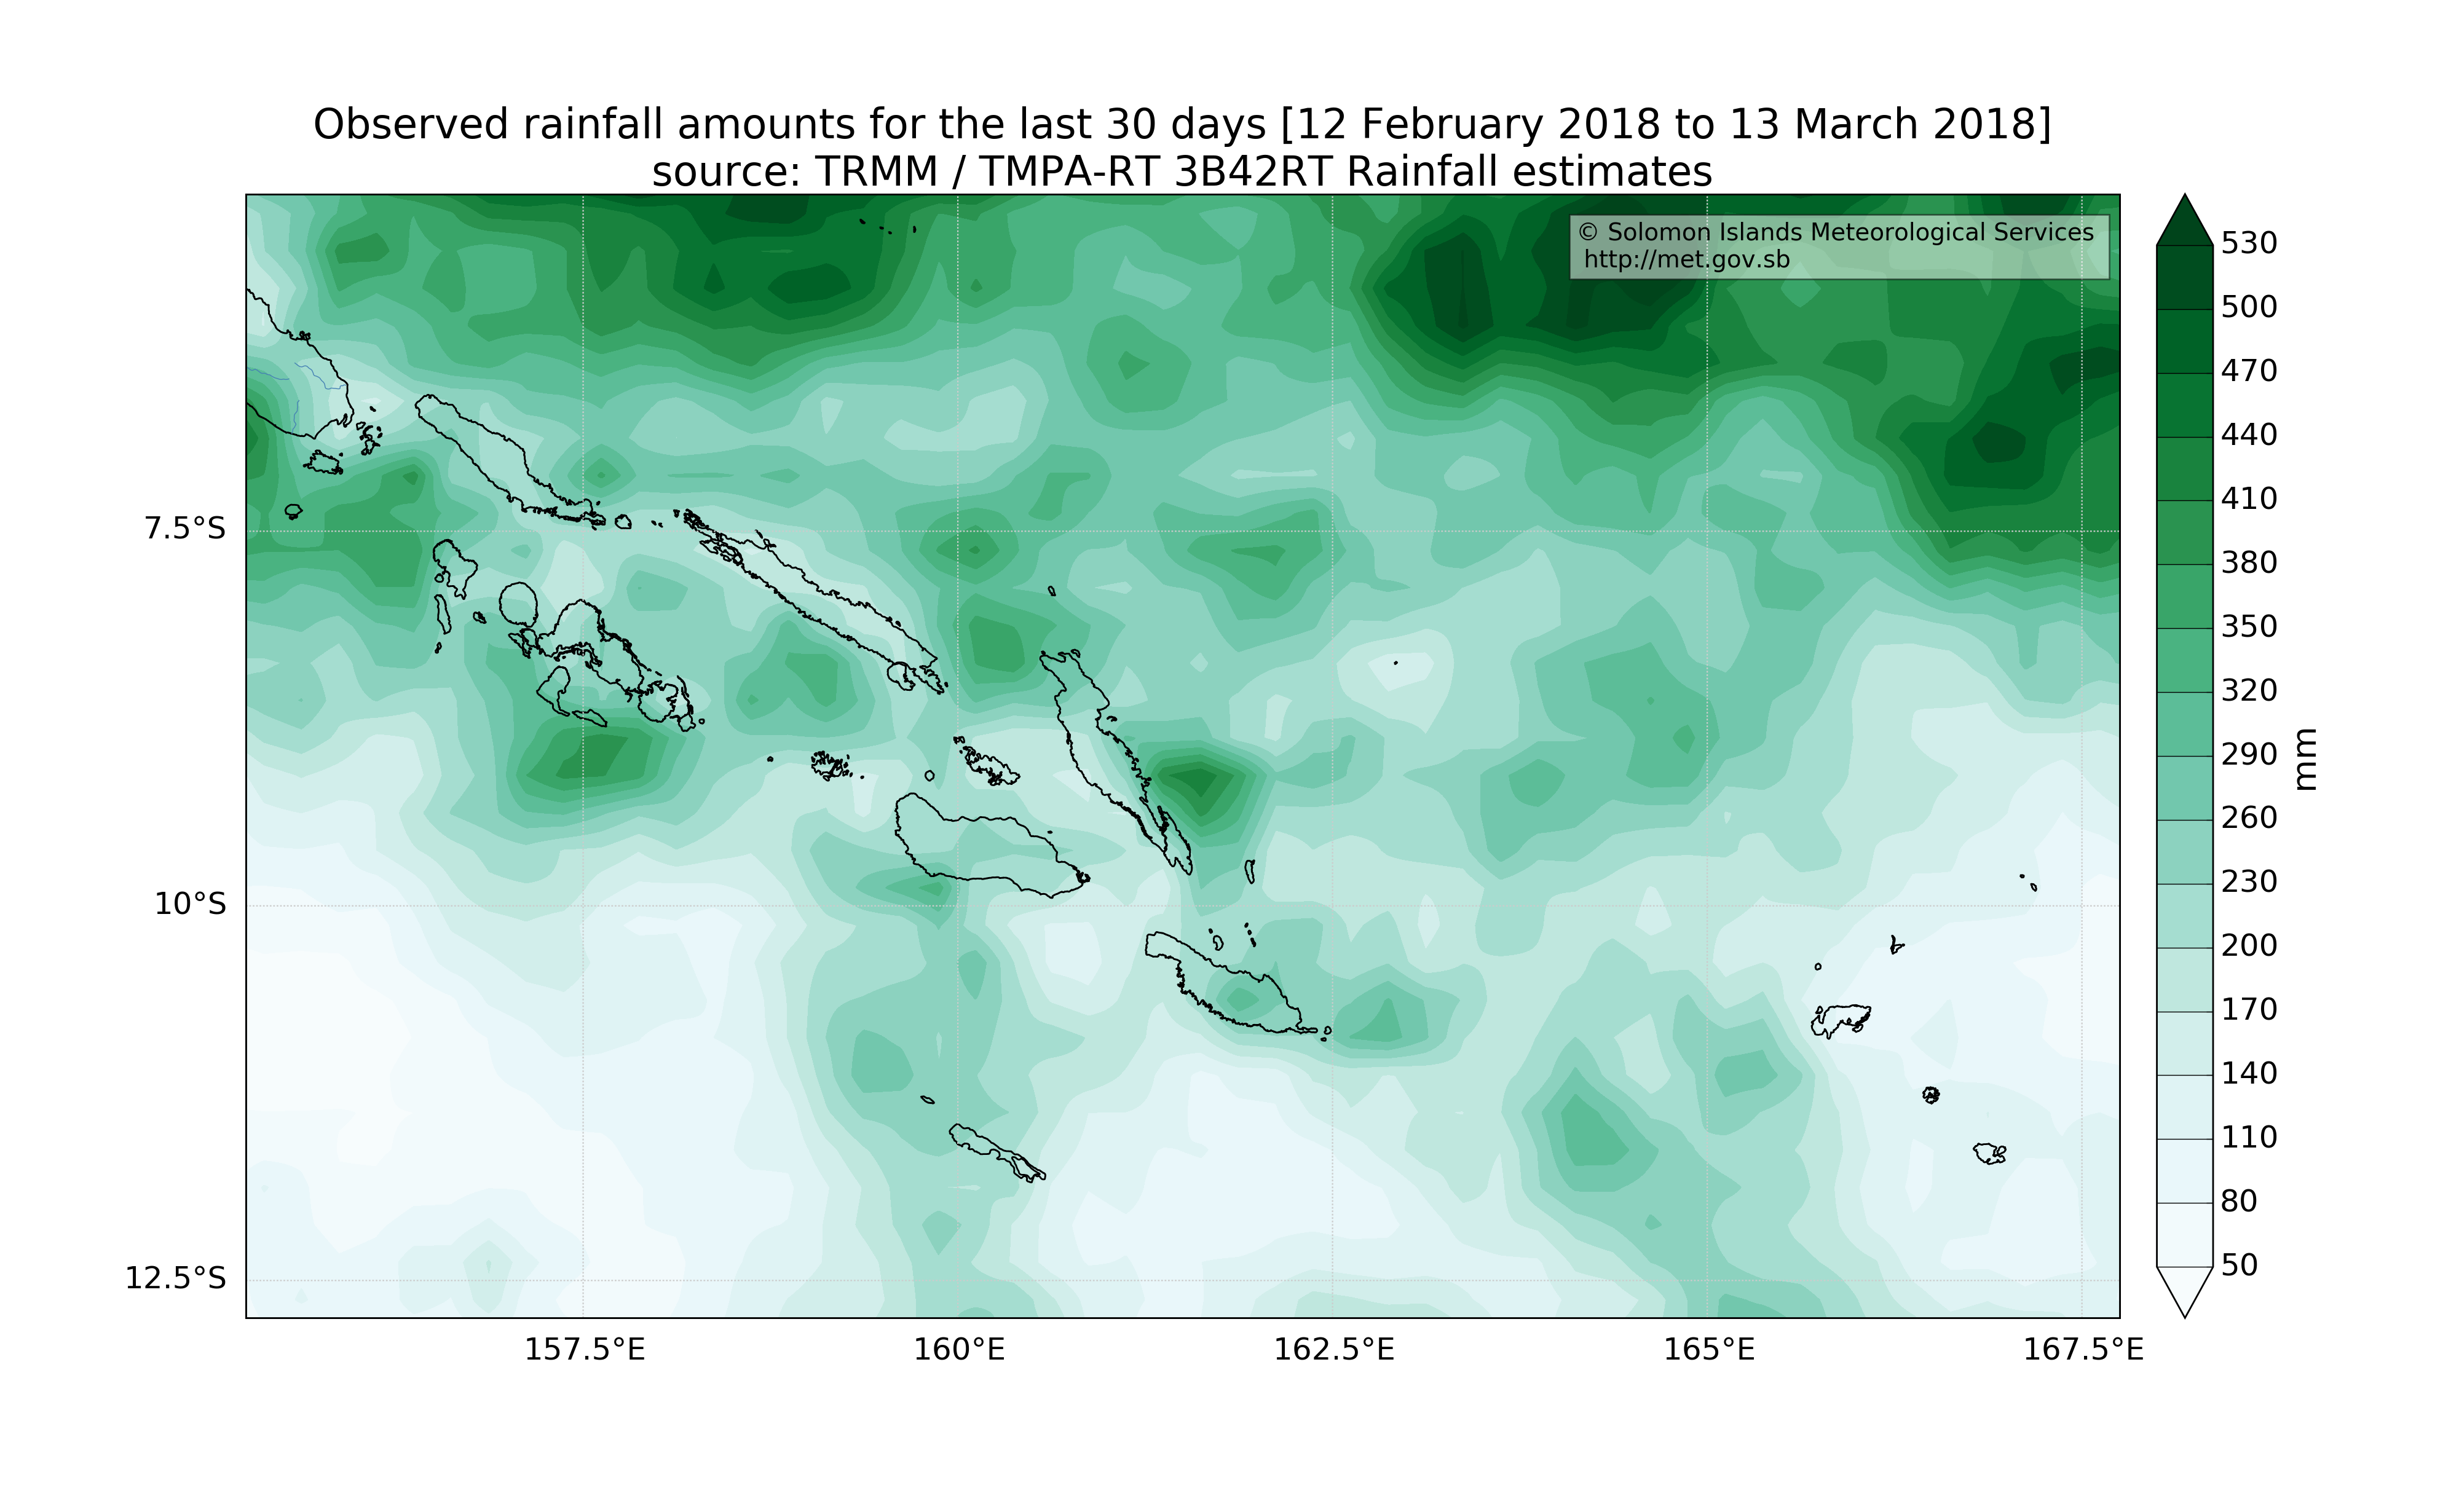 Observed rainfall amounts for the last 30 days [12 February 2018 to 13 March 2018]
source: TRMM / TMPA-RT 3B42RT Rainfall estimates
© Solomon Islands Meteorological Services
http://met.gov.sb
7.5°S
10°S
12.5°S
157.5°E
160°E
162.5°E
165°E
167.5°E
530
500
470
440
410
380
350
320
290
260
230
200
170
140
110
80
50
mm